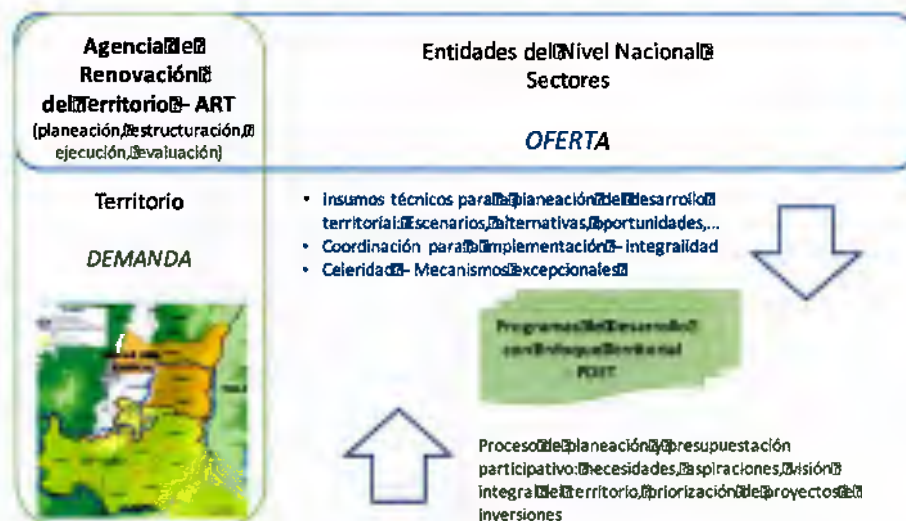 Agencia de
Renovación
del Territorio – ART
(planeación, estructuración,
ejecución, evaluación)
Entidades del Nivel Nacional
Sectores
OFERTA
Territorio
DEMANDA
• Insumos técnicos para la planeación del desarrollo
territorial: Escenarios, alternativas, oportunidades,...
• Coordinación para la implementación – integralidad
• Celeridad – Mecanismos excepcionales
Programas de Desarrollo
con Enfoque Territorial
- PDET
Proceso de planeación y presupuestación
participativo: necesidades, aspiraciones, visión
integral del territorio, priorización de proyectos e
inversiones